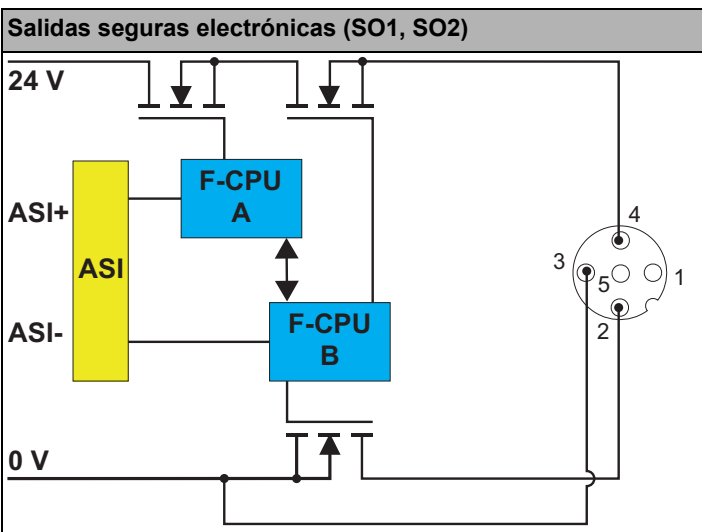 Salidas seguras electrónicas (SO1, SO2)
24 V
F-CPU
A
ASI+
ASI
ASI-
F-CPU
B
0 V
4
3
5
1
2